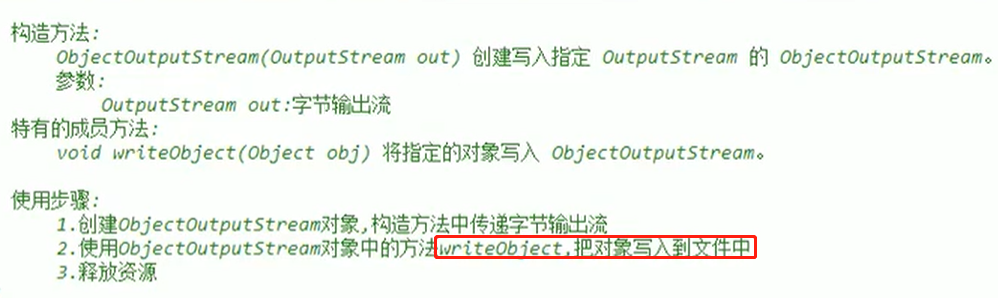 构造方法:
ObjectOutputStream(OutputStream out) 创建写入指定 OutputStream 的 ObjectOutputStream。
参数:
OutputStream out:字节输出流
特有的成员方法:
void writeObject(Object obj) 将指定的对象写入 ObjectOutputStream。
使用步骤:
1.创建ObjectOutputStream对象,构造方法中传递字节输出流
2.使用ObjectOutputStream对象中的方法writeObject,把对象写入到文件中
3.释放资源